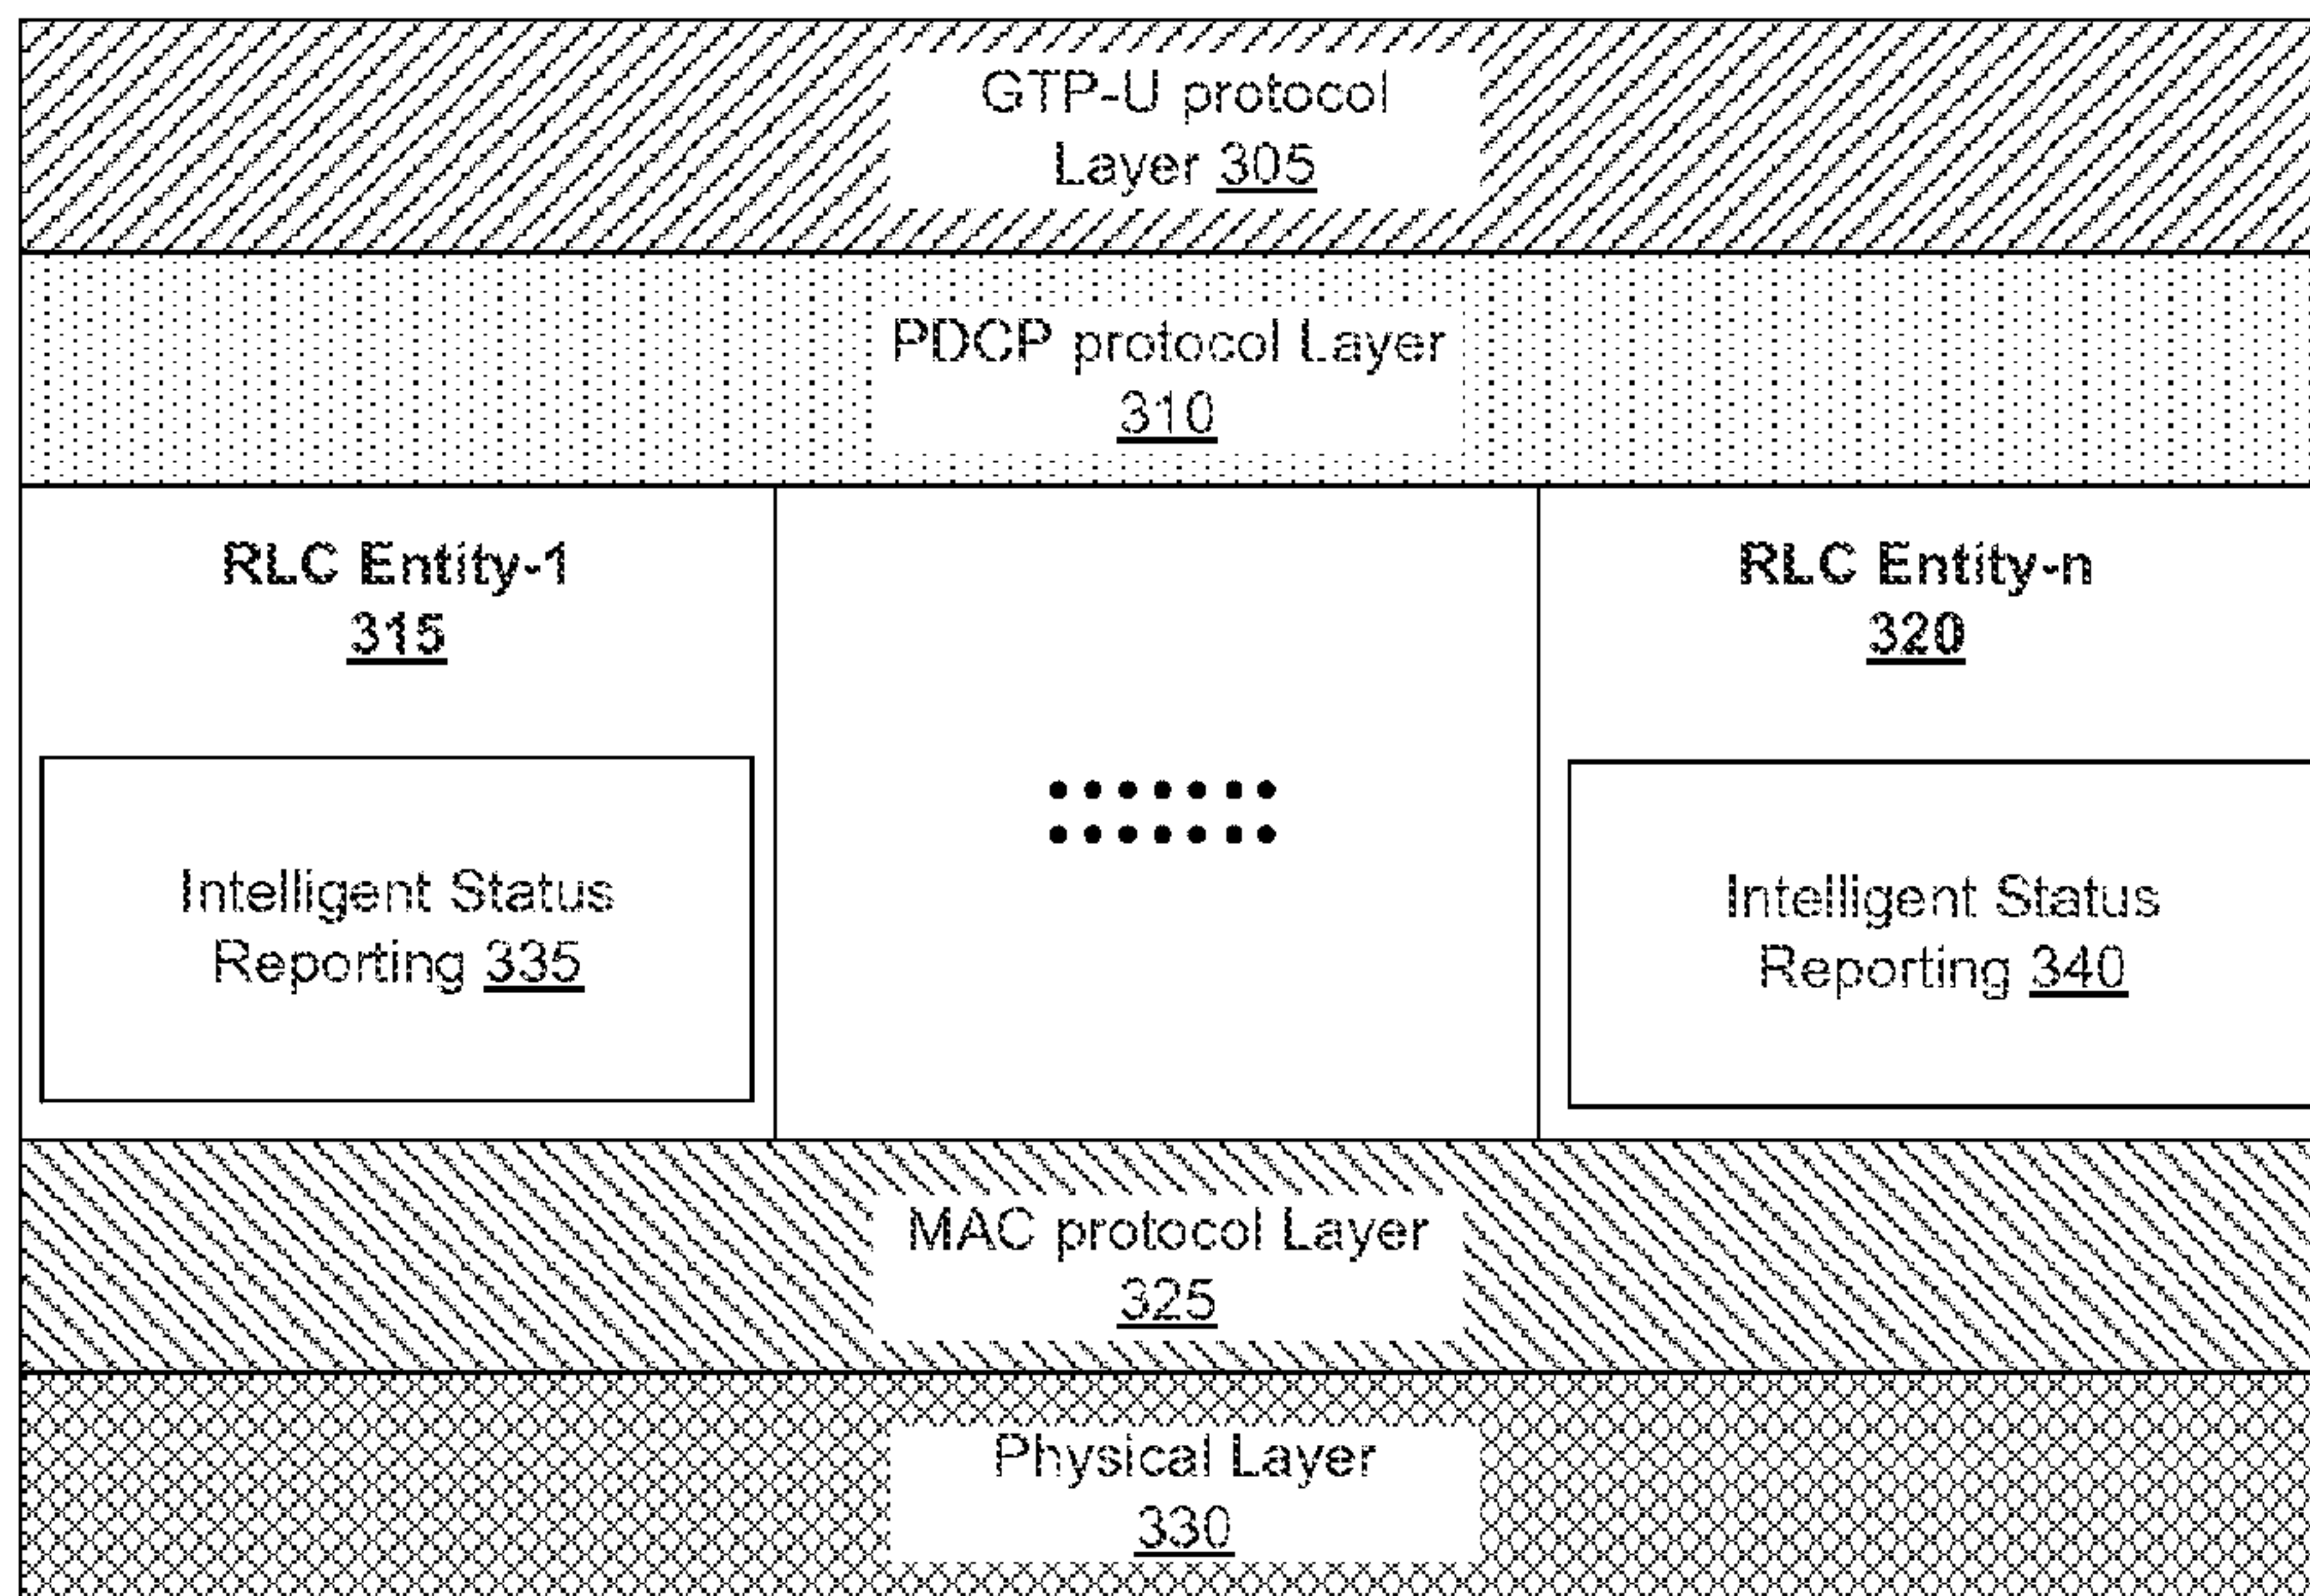 GTP-U protocol
Layer 305
PDCP protocol Layer
310
RLC Entity-1
315
RLC Entity-n
320
Intelligent Status
Reporting 335
Intelligent Status
Reporting 340
MAC protocol Layer
325
Physical Layer
330